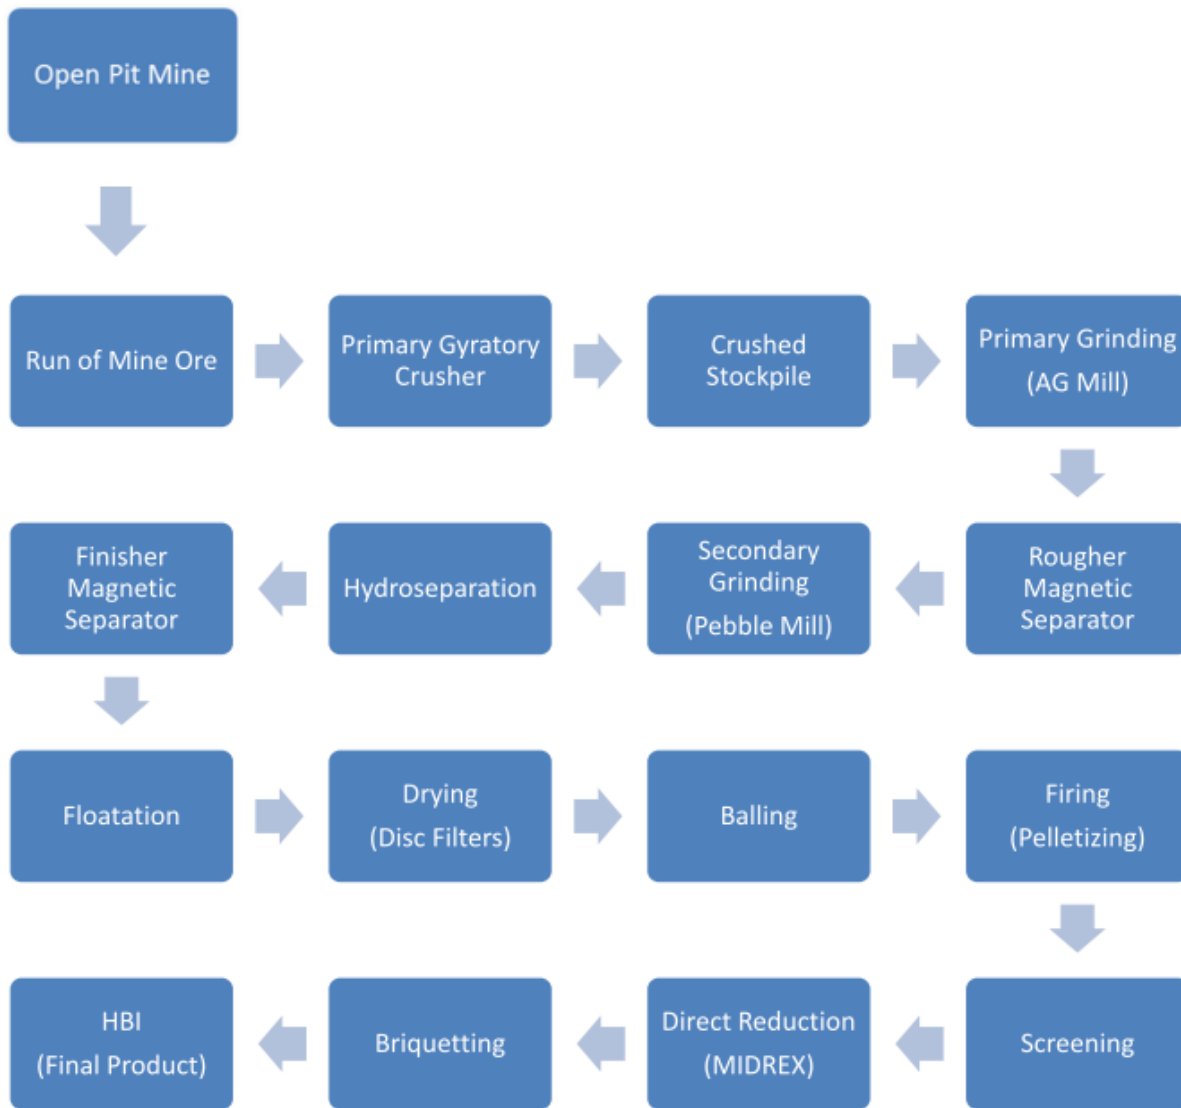 Open Pit Mine
Run of Mine Ore
Primary Gyratory
Crusher
Crushed
Stockpile
Primary Grinding
(AG Mill)
Rougher
Magnetic
Separator
Secondary
Grinding
(Pebble Mill)
Hydroseparation
Finisher
Magnetic
Separator
Floatation
Drying
(Disc Filters)
Balling
Firing
(Pelletizing)
Screening
Direct Reduction
(MIDREX)
Briquetting
HBI
(Final Product)